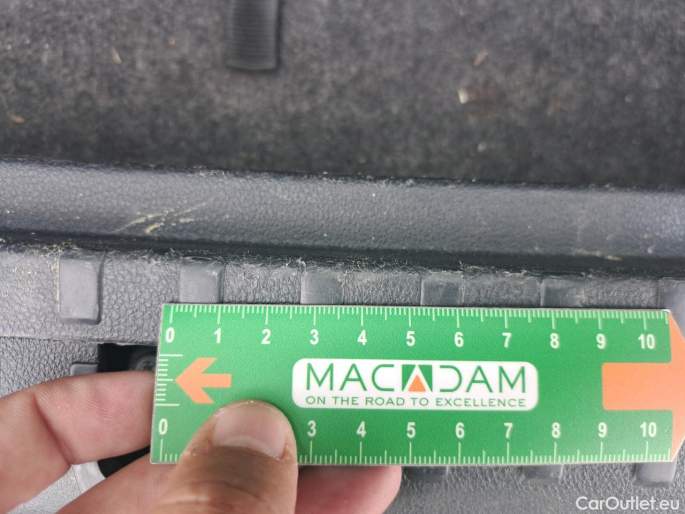 0 1 2 3 4 5 6 7 8 9 10
MACADAM
ON THE ROAD TO EXCELLENCE
0 3 4 5 6 7 8 9 10
CarOutlet.eu